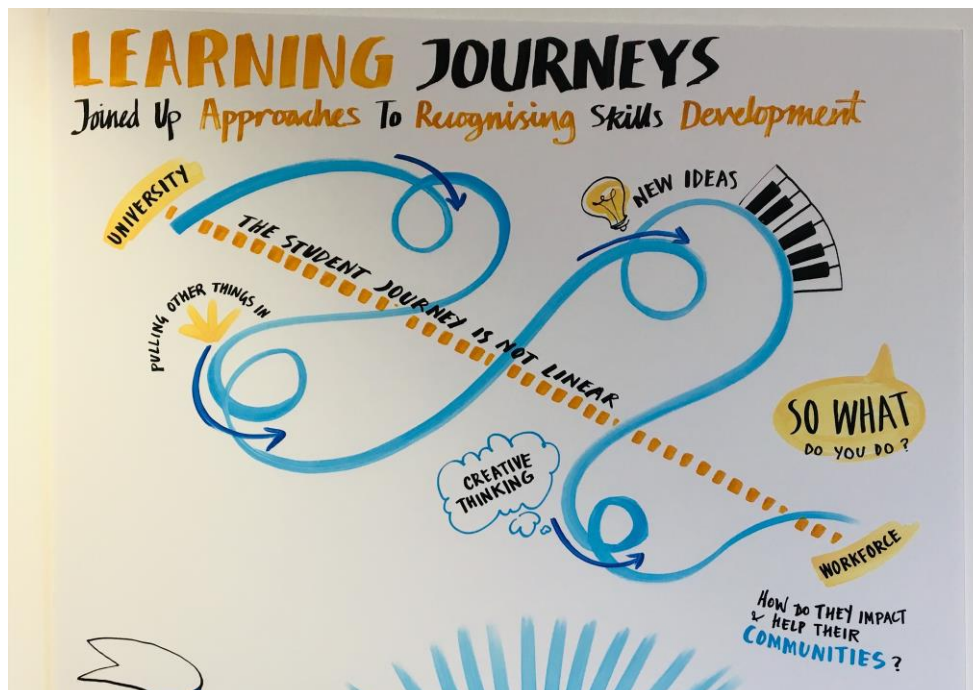 LEARNING JOURNEYS
Joined Up Approaches To Recognising Skills Development
UNIVERSITY
THE STUDENT JOURNEY IS NOT LINEAR
NEW IDEAS
PULLING OTHER THINGS IN
SO WHAT
DO YOU DO?
CREATIVE
THINKING
WORKFORCE
HOW DO THEY IMPACT
& HELP THEIR
COMMUNITIES?